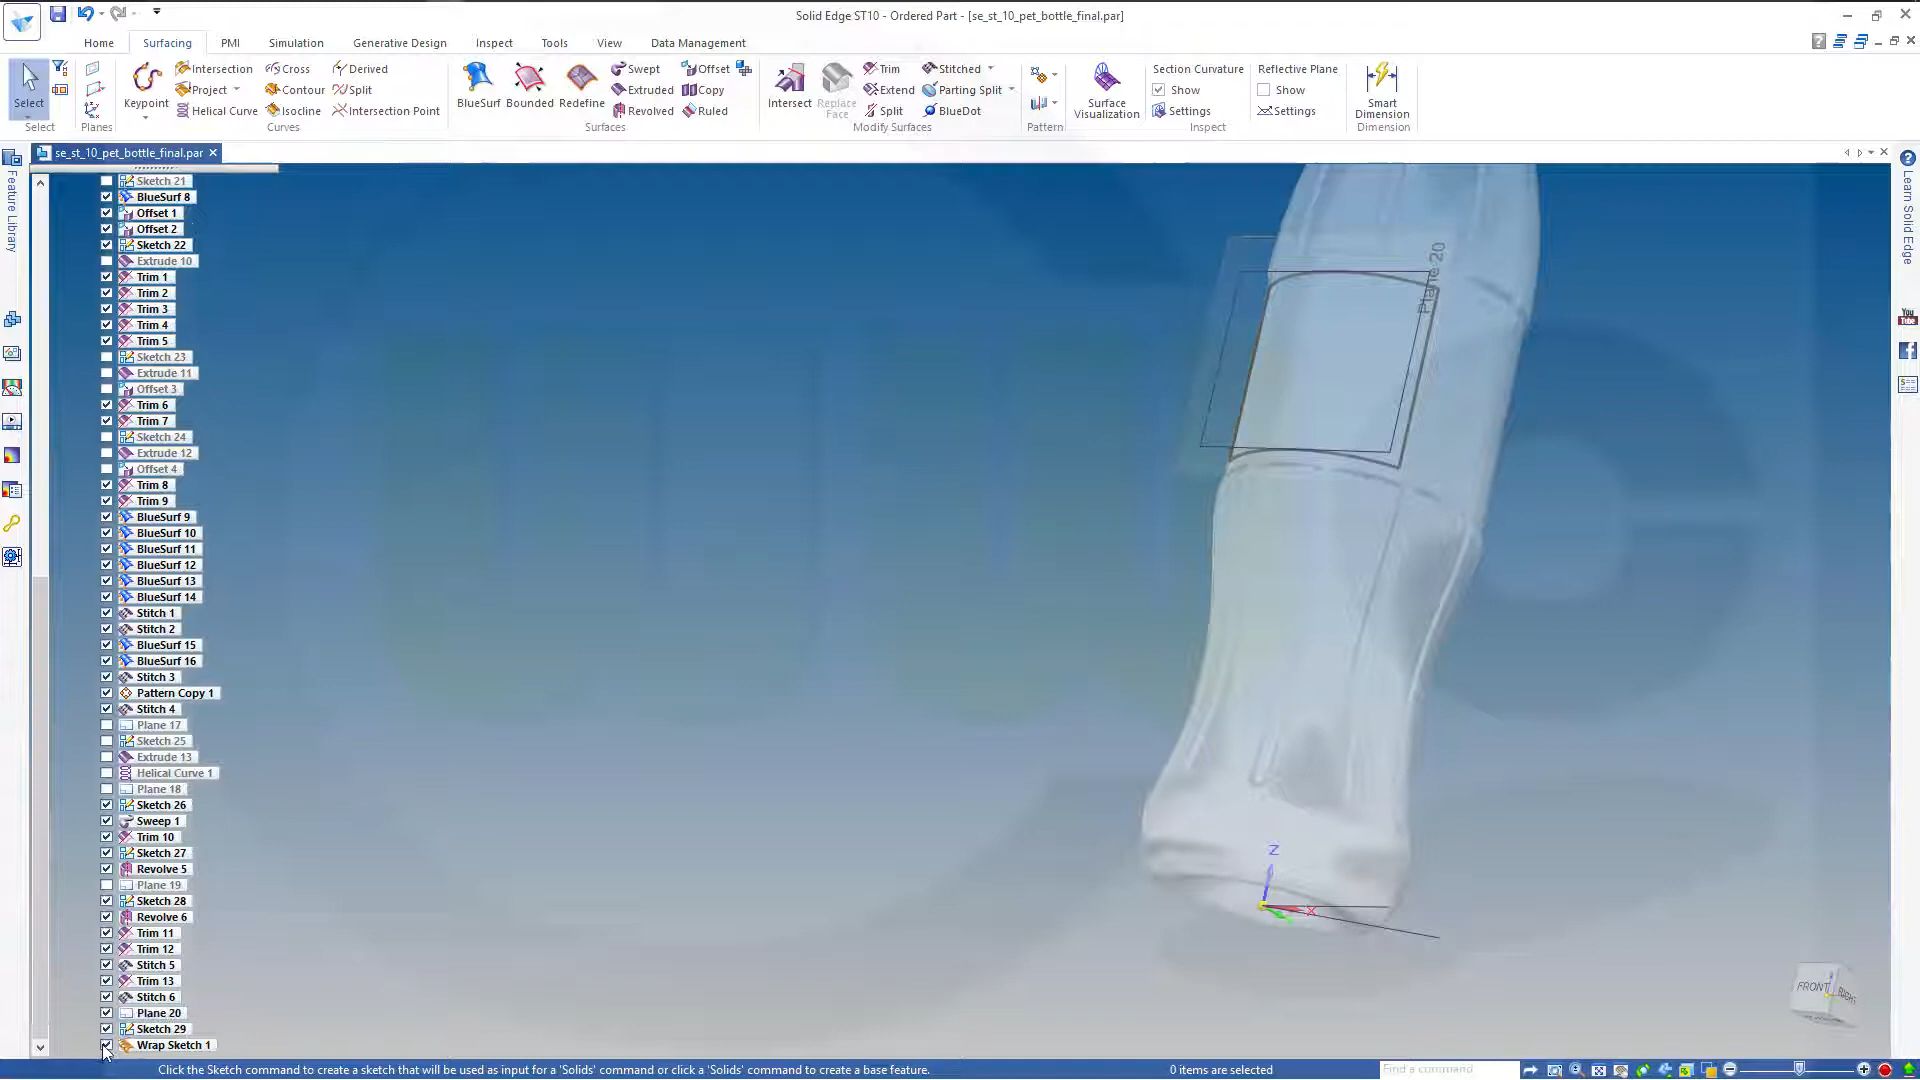 Solid Edge ST10 - Ordered Part - [se_st_10_pet_bottle_final.par]
Home
Surfacing
PMI
Simulation
Generative Design
Inspect
Tools
View
Data Management
Select
Select
Planes
Keypoint
Intersection
Project
Helical Curve
Cross
Contour
Isocline
Derived
Split
Intersection Point
Curves
BlueSurf
Bounded
Redefine
Swept
Extruded
Revolved
Offset
Copy
Ruled
Surfaces
Intersect
Replace
Face
Trim
Extend
Split
Stitched
Parting Split
BlueDot
Modify Surfaces
Pattern
Surface
Visualization
Section Curvature
Show
Settings
Inspect
Reflective Plane
Show
Settings
Smart
Dimension
Dimension
se_st_10_pet_bottle_final.par
Feature Library
Learn Solid Edge
You
Tube
Sketch 21
BlueSurf 8
Offset 1
Offset 2
Sketch 22
Extrude 10
Trim 1
Trim 2
Trim 3
Trim 4
Trim 5
Sketch 23
Extrude 11
Offset 3
Trim 6
Trim 7
Sketch 24
Extrude 12
Offset 4
Trim 8
Trim 9
BlueSurf 9
BlueSurf 10
BlueSurf 11
BlueSurf 12
BlueSurf 13
BlueSurf 14
Stitch 1
Stitch 2
BlueSurf 15
BlueSurf 16
Stitch 3
Pattern Copy 1
Stitch 4
Plane 17
Sketch 25
Extrude 13
Helical Curve 1
Plane 18
Sketch 26
Sweep 1
Trim 10
Sketch 27
Revolve 5
Plane 19
Sketch 28
Revolve 6
Trim 11
Trim 12
Stitch 5
Trim 13
Stitch 6
Plane 20
Sketch 29
Wrap Sketch 1
Plane 20
Z
X
FRONT
RIGHT
Click the Sketch command to create a sketch that will be used as input for a 'Solids' command or click a 'Solids' command to create a base feature.
0 items are selected
Find a command